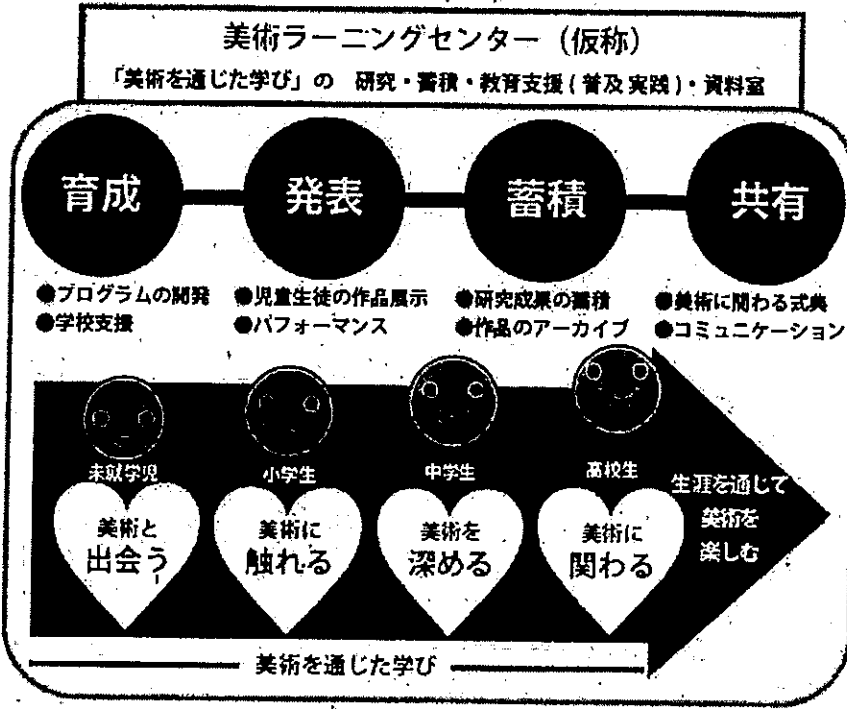 美術ラーニングセンター（仮称）
「美術を通じた学び」の 研究・蓄積・教育支援(普及実践)・資料室
育成
発表
蓄積
共有
●プログラムの開発
●学校支援
●児童生徒の作品展示
●パフォーマンス
●研究成果の蓄積
●作品のアーカイブ
●美術に関わる式典
●コミュニケーション
未就学児
小学生
中学生
高校生
美術と
出会う
美術に
触れる
美術を
深める
美術に
関わる
生涯を通じて
美術を
楽しむ
美術を通じた学び